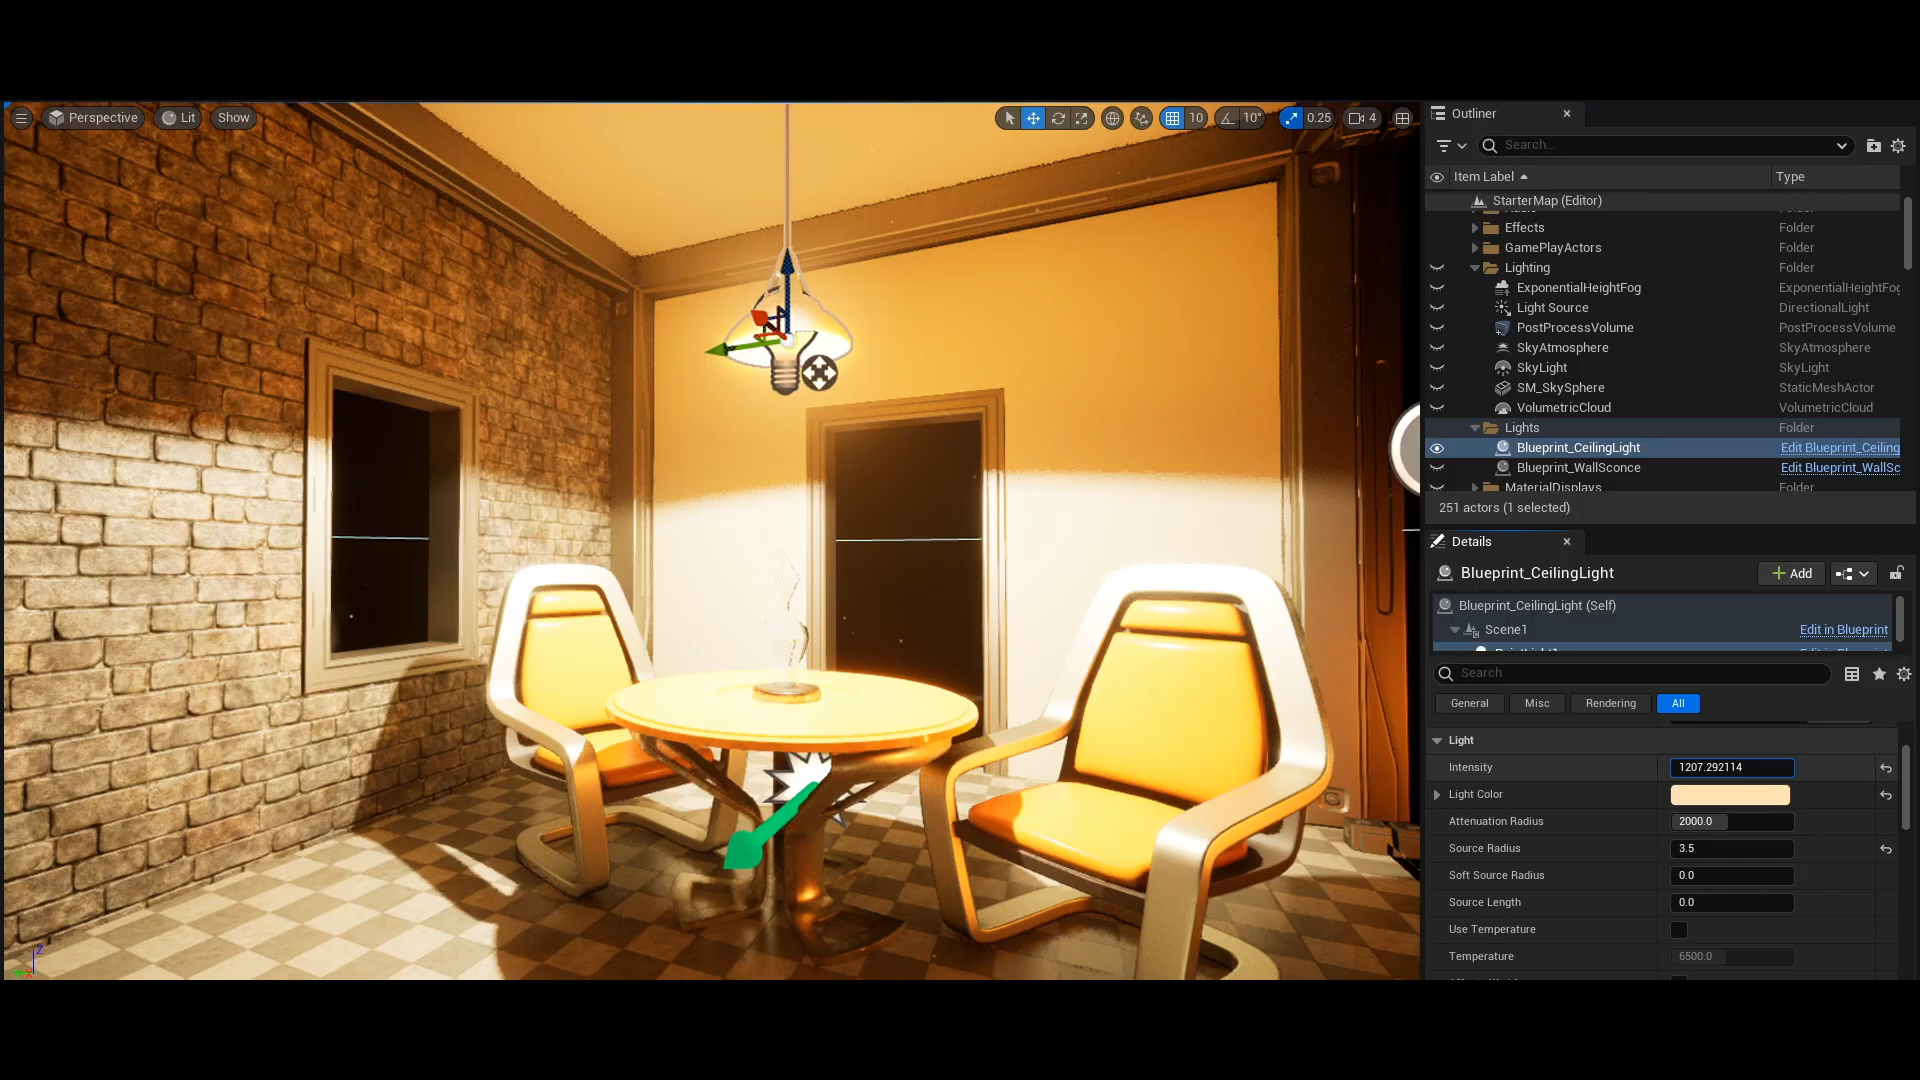 Perspective
Lit
Show
10
10°
0.25
4
Outliner
Search...
Item Label
Type
StarterMap (Editor)
Effects Folder
GamePlayActors Folder
Lighting Folder
ExponentialHeightFog ExponentialHeightFog
Light Source DirectionalLight
PostProcessVolume PostProcessVolume
SkyAtmosphere SkyAtmosphere
SkyLight SkyLight
SM_SkySphere StaticMeshActor
VolumetricCloud VolumetricCloud
Lights Folder
Blueprint_CeilingLight Edit Blueprint_Ceiling
Blueprint_WallSconce Edit Blueprint_WallSc
MaterialDisplays Folder
251 actors (1 selected)
Details
Blueprint_CeilingLight
Add
Blueprint_CeilingLight (Self)
Scene1 Edit in Blueprint
Search
General
Misc
Rendering
All
Light
Intensity 1207.292114
Light Color
Attenuation Radius 2000.0
Source Radius 3.5
Soft Source Radius 0.0
Source Length 0.0
Use Temperature
Temperature 6500.0
Z